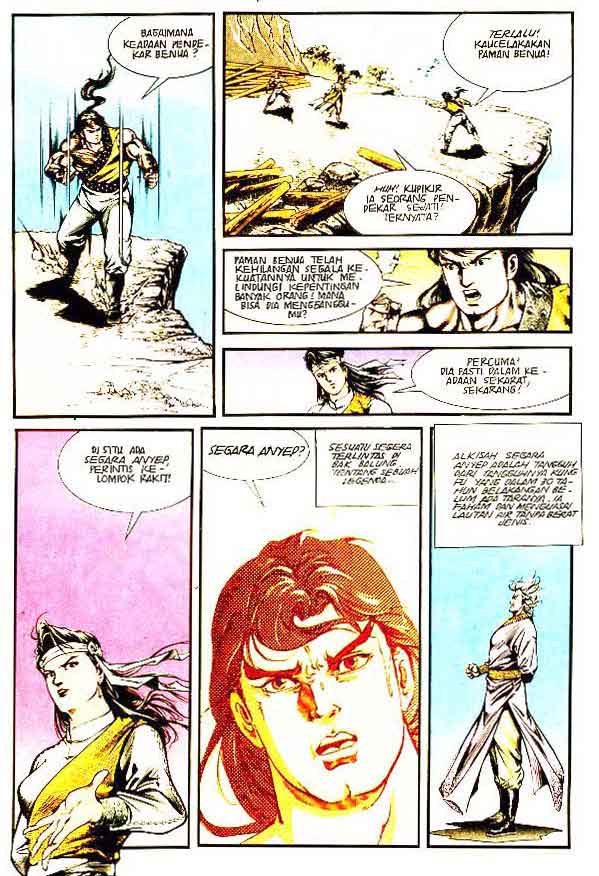 BAGAIMANA
KEADAAN PENDE-
KAR BENUA?
TERLALU!
KAUCELAKAKAN
PAMAN BENUA!
HUH! KUPIKIR
IA SEORANG PEN-
DEKAR SEJATI!
TERNYATA?
PAMAN BENUA TELAH
KEHILANGAN SEGALA KE-
KUATANNYA UNTUK ME-
LINDUNGI KEPENTINGAN
BANYAK ORANG! MANA
BISA DIA MENGGANGGU-
MU?
PERCUMA!
DIA PASTI DALAM KE-
ADAAN SEKARAT,
SEKARANG!
DI SITU ADA
SEGARA ANYEP,
PERINTIS KE-
LOMPOK RAKIT!
SEGARA ANYEP?
SESUATU SEGERA
TERLINTAS DI
BAK BALUNG,
TENTANG SEBUAH
LEGENDA...
ALKISAH SEGARA
ANYEP ADALAH TANGGUH
DARI TANGGUHNYA KUNG
FU YANG DALAM 30 TA-
HUN BELAKANGAN BE-
LUM ADA TARANYA. IA
FAHAM DAN MENGUASAI
LAUTAN AIR TANPA BERAT
JENIS...